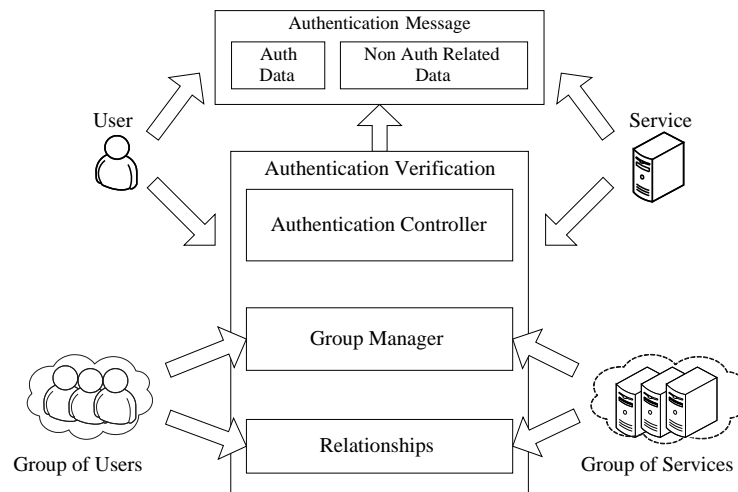 Authentication Message
Auth
Data
Non Auth Related
Data
User
Service
Authentication Verification
Authentication Controller
Group Manager
Relationships
Group of Users
Group of Services